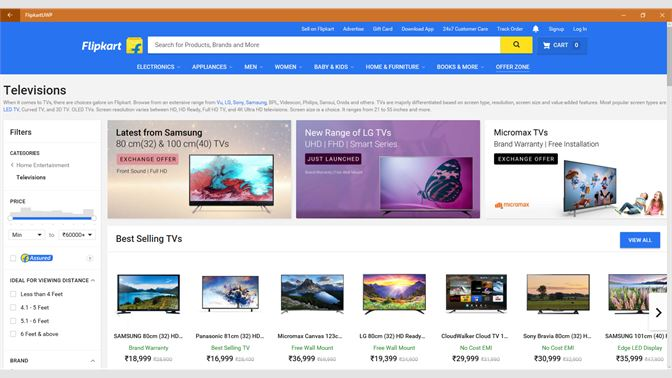 FlipkartUWP
Sell on Flipkart Advertise Gift Card Download App 24x7 Customer Care Track Order Signup Log In
Flipkart
Search for Products, Brands and More
CART 0
ELECTRONICS APPLIANCES MEN WOMEN BABY & KIDS HOME & FURNITURE BOOKS & MORE OFFER ZONE
Televisions
When it comes to TVs, there are choices galore on Flipkart. Browse from an extensive range from Vu, LG, Sony, Samsung, BPL, Videocon, Philips, Sansui, Onida and others. TVs are majorly differentiated based on screen type, resolution, screen size and value-added features. Most popular screen types are
LED TV, Curved TV, and 3D TV. OLED TVs. Screen resolution varies between HD, HD Ready, Full HD TV, and 4K Ultra HD televisions. Screen size is a choice. It ranges from 21 to 55 inches and more.
Filters
CATEGORIES
Home Entertainment
Televisions
PRICE
Min to ₹60000+
Assured
?
IDEAL FOR VIEWING DISTANCE
Less than 4 Feet
4.1 - 5 Feet
5.1 - 6 Feet
6 Feet & above
BRAND
Latest from Samsung
80 cm(32) & 100 cm(40) TVs
EXCHANGE OFFER
Front Sound | Full HD
New Range of LG TVs
UHD | FHD | Smart Series
JUST LAUNCHED
Brand Warranty | Free Wall Mount
Micromax TVs
Brand Warranty | Free Installation
EXCHANGE OFFER
micromax
Best Selling TVs
VIEW ALL
SAMSUNG 80cm (32) HD...
Brand Warranty
₹18,999 ₹28,900
Panasonic 81cm (32) HD...
Best Selling TV
₹16,999 ₹28,400
Micromax Canvas 123c...
Free Wall Mount
₹36,999
LG 80cm (32) HD Ready...
Free Wall Mount
₹19,399
CloudWalker Cloud TV 1...
No Cost EMI
₹29,999
Sony Bravia 80cm (32) H...
No Cost EMI
₹30,999
SAMSUNG 101cm (40) F
Edge LED Display
₹35,999